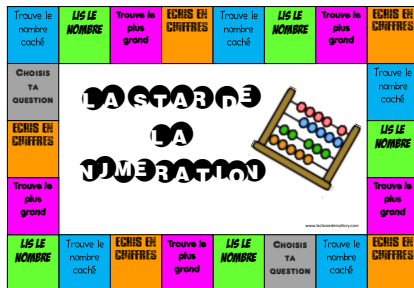 Trouve le
nombre
caché
LIS LE
NOMBRE
Trouve le
plus
grand
ECRIS EN
CHIFFRES
Trouve le
nombre
caché
LIS LE
NOMBRE
Trouve le
plus
grand
ECRIS EN
CHIFFRES
CHOISIS
TA
QUESTION
Trouve le
nombre
caché
LA STAR DE
LA
NUMERATION
ECRIS EN
CHIFFRES
LIS LE
NOMBRE
Trouve le
plus
grand
Trouve le
plus
grand
www.laclassedemallory.com
LIS LE
NOMBRE
Trouve le
nombre
caché
ECRIS EN
CHIFFRES
Trouve le
plus
grand
LIS LE
NOMBRE
CHOISIS
TA
QUESTION
Trouve le
nombre
caché
ECRIS EN
CHIFFRES